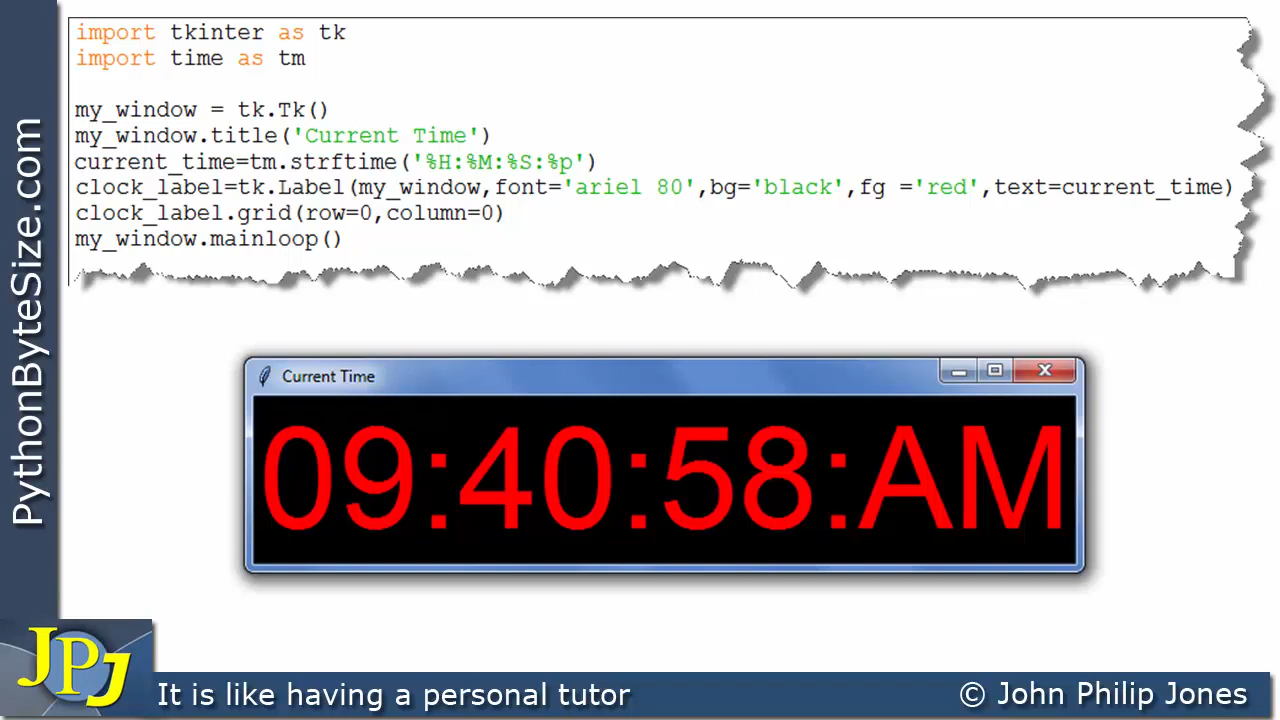 import tkinter as tk
import time as tm
my_window = tk.Tk()
my_window.title('Current Time')
current_time=tm.strftime('%H:%M:%S:%p')
clock_label=tk.Label(my_window,font='ariel 80',bg='black',fg ='red',text=current_time)
clock_label.grid(row=0,column=0)
my_window.mainloop()
PythonByteSize.com
Current Time
09:40:58:AM
JPJ
It is like having a personal tutor
© John Philip Jones